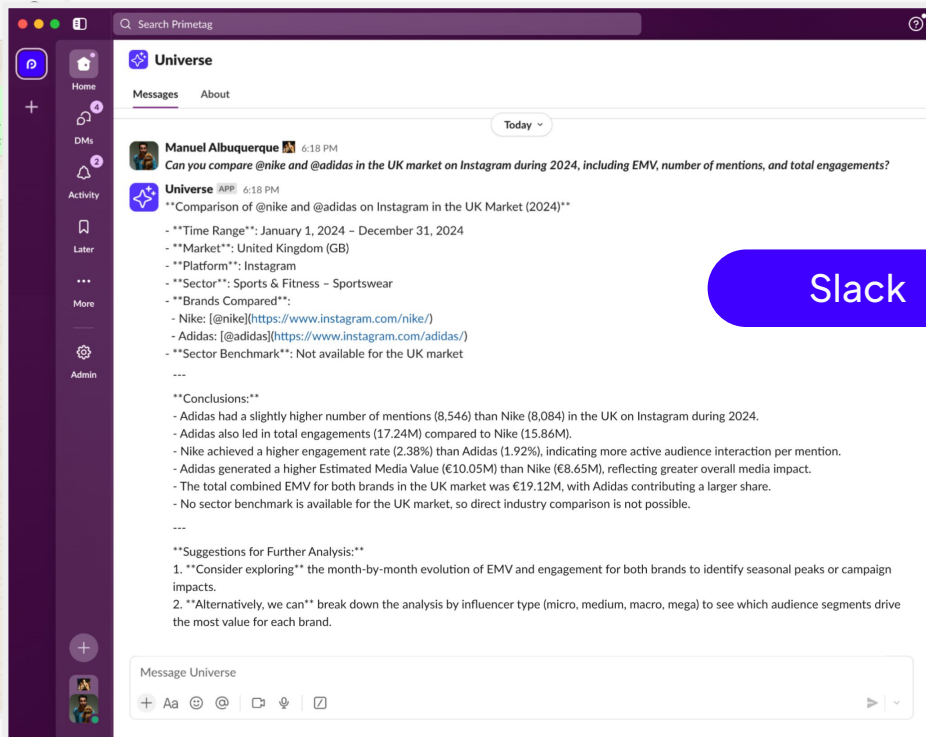 Search Primetag
Universe
Home
Messages About
4
DMs
Today
Manuel Albuquerque 6:18 PM
Can you compare @nike and @adidas in the UK market on Instagram during 2024, including EMV, number of mentions, and total engagements?
2
Activity
Universe APP 6:18 PM
**Comparison of @nike and @adidas on Instagram in the UK Market (2024)**
- **Time Range**: January 1, 2024 – December 31, 2024
- **Market**: United Kingdom (GB)
- **Platform**: Instagram
- **Sector**: Sports & Fitness – Sportswear
- **Brands Compared**:
- Nike: [@nike](https://www.instagram.com/nike/)
- Adidas: [@adidas](https://www.instagram.com/adidas/)
- **Sector Benchmark**: Not available for the UK market
---
Later
More
Admin
Slack
**Conclusions:**
- Adidas had a slightly higher number of mentions (8,546) than Nike (8,084) in the UK on Instagram during 2024.
- Adidas also led in total engagements (17.24M) compared to Nike (15.86M).
- Nike achieved a higher engagement rate (2.38%) than Adidas (1.92%), indicating more active audience interaction per mention.
- Adidas generated a higher Estimated Media Value (€10.05M) than Nike (€8.65M), reflecting greater overall media impact.
- The total combined EMV for both brands in the UK market was €19.12M, with Adidas contributing a larger share.
- No sector benchmark is available for the UK market, so direct industry comparison is not possible.
---
**Suggestions for Further Analysis:**
1. **Consider exploring** the month-by-month evolution of EMV and engagement for both brands to identify seasonal peaks or campaign
impacts.
2. **Alternatively, we can** break down the analysis by influencer type (micro, medium, macro, mega) to see which audience segments drive
the most value for each brand.
Message Universe
Aa